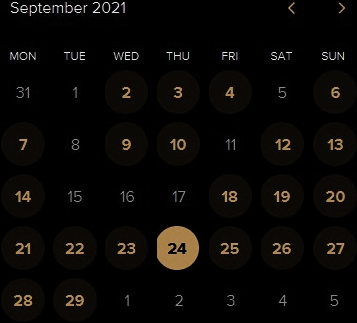 September 2021
MON TUE WED THU FRI SAT SUN
31 1 2 3 4 5 6
7 8 9 10 11 12 13
14 15 16 17 18 19 20
21 22 23 24 25 26 27
28 29 1 2 3 4 5